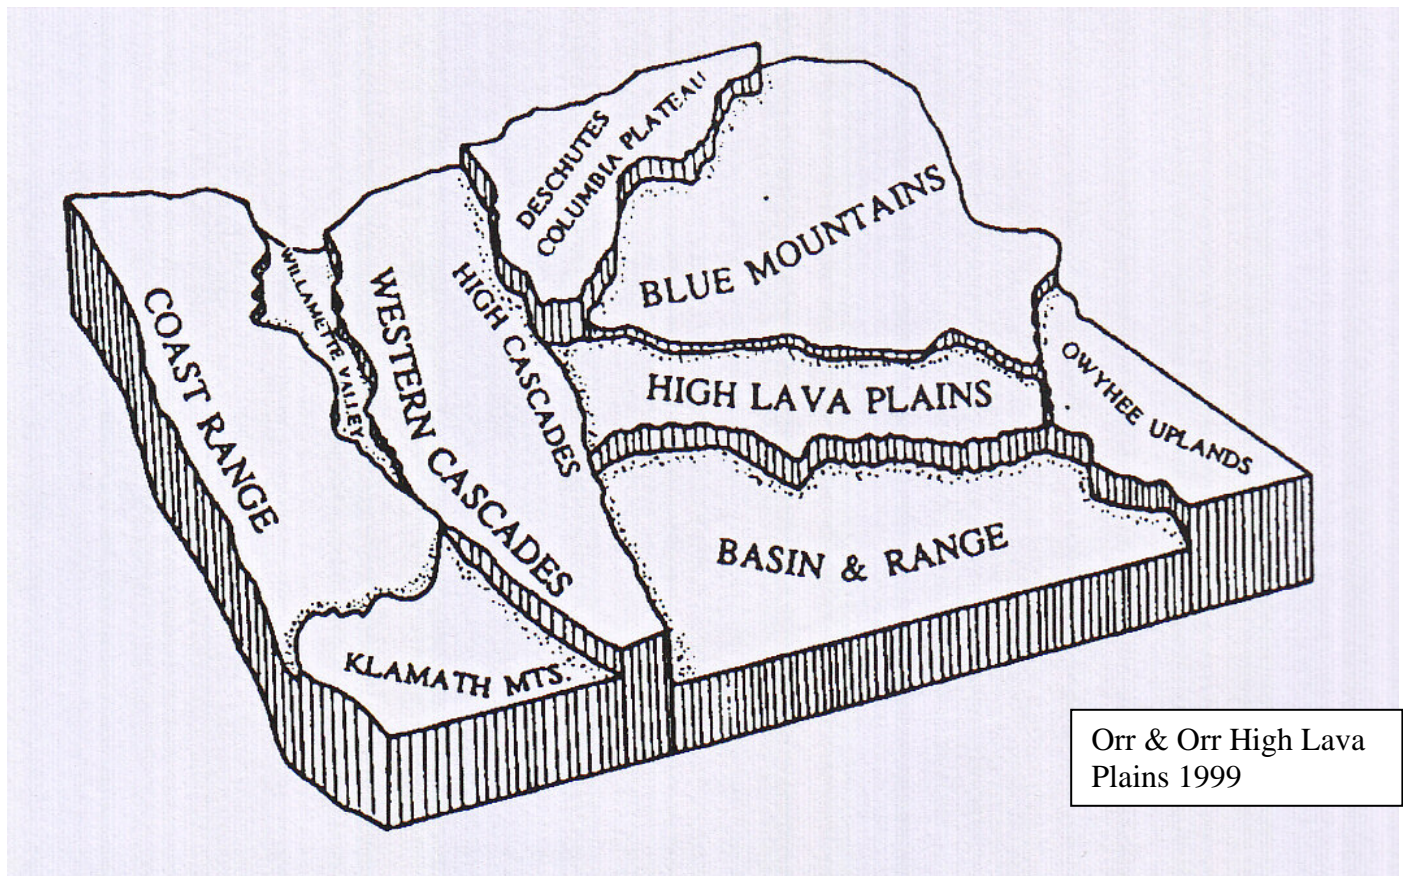 DESCHUTES
COLUMBIA PLATEAU
BLUE MOUNTAINS
WILLAMETTE VALLEY
WESTERN CASCADES
HIGH CASCADES
COAST RANGE
OWYHEE UPLANDS
HIGH LAVA PLAINS
BASIN & RANGE
KLAMATH MTS.
Orr & Orr High Lava
Plains 1999